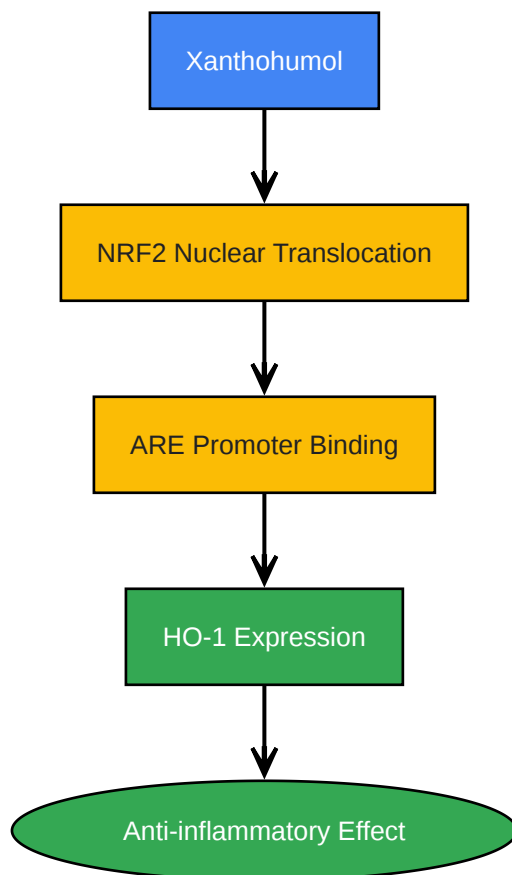 Xanthohumol
NRF2 Nuclear Translocation
ARE Promoter Binding
HO-1 Expression
Anti-inflammatory Effect